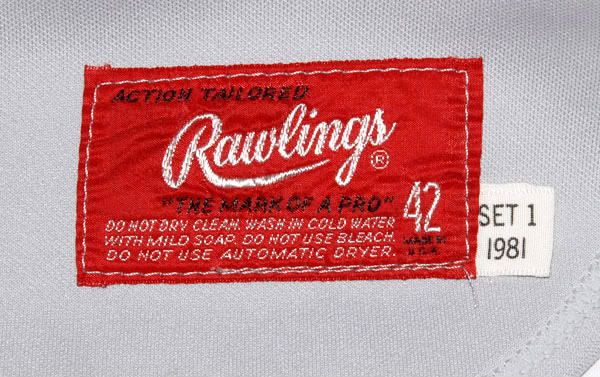 ACTION TAILORED
Rawlings®
"THE MARK OF A PRO" 42
DO NOT DRY CLEAN. WASH IN COLD WATER
WITH MILD SOAP. DO NOT USE BLEACH.
DO NOT USE AUTOMATIC DRYER.
MADE IN
U.S.A.
SET 1
1981